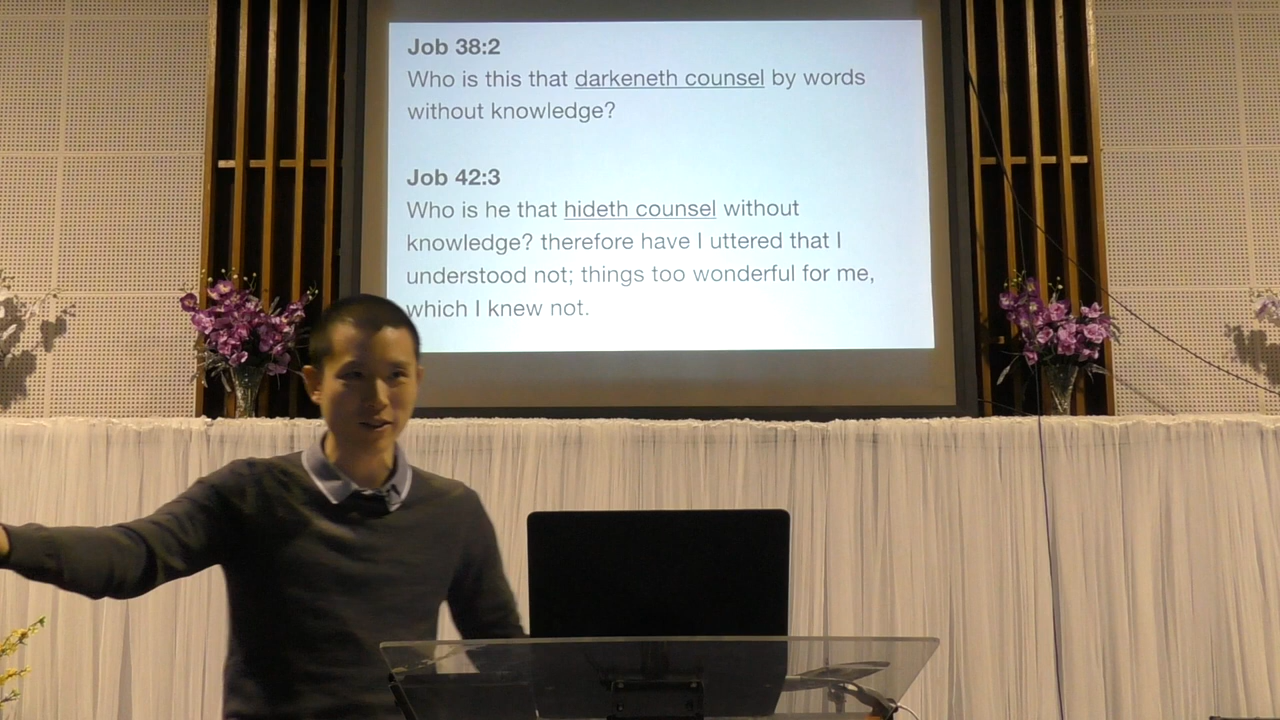 Job 38:2
Who is this that darkeneth counsel by words
without knowledge?
Job 42:3
Who is he that hideth counsel without
knowledge? therefore have I uttered that I
understood not; things too wonderful for me,
which I knew not.